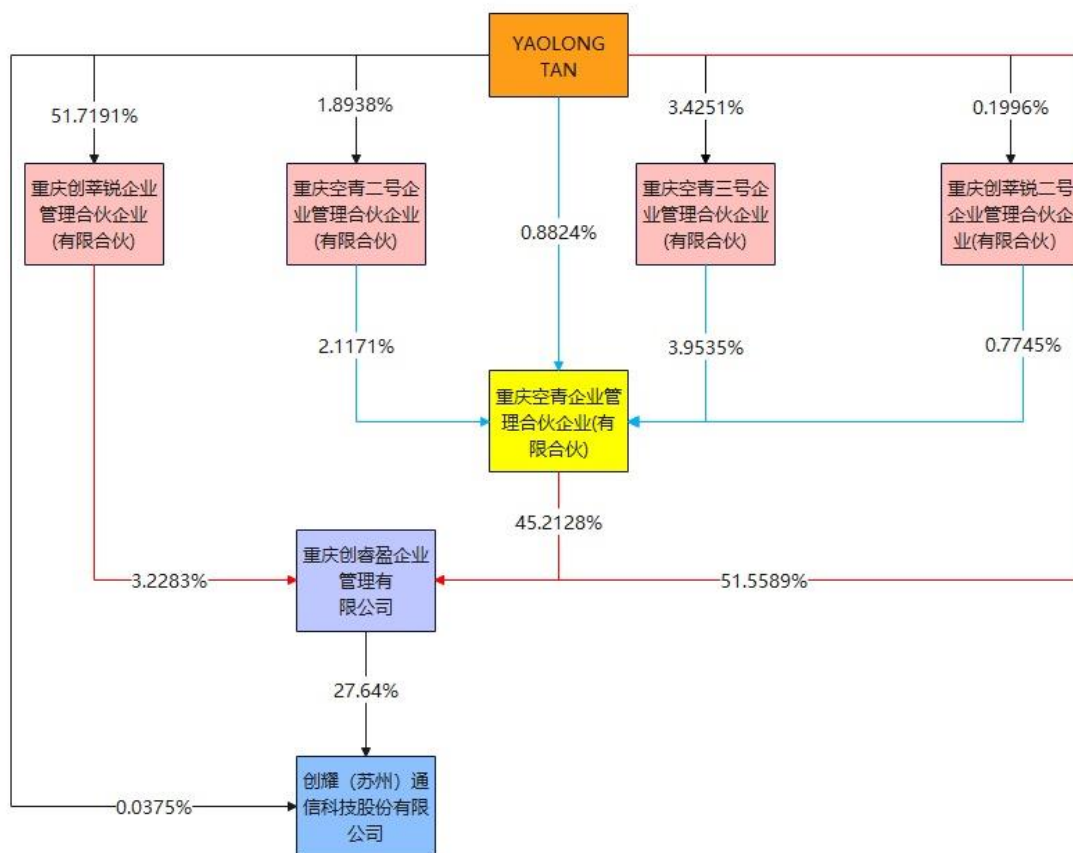 YAOLONG
TAN
51.7191%
1.8938%
3.4251%
0.1996%
重庆创莘锐企业
管理合伙企业
(有限合伙)
重庆空青二号企
业管理合伙企业
(有限合伙)
0.8824%
重庆空青三号企
业管理合伙企业
(有限合伙)
重庆创莘锐二号
企业管理合伙企
业(有限合伙)
2.1171%
3.9535%
0.7745%
重庆空青企业管
理合伙企业(有
限合伙)
45.2128%
重庆创睿盈企业
管理有
限公司
3.2283%
51.5589%
27.64%
创耀（苏州）通
信科技股份有限
公司
0.0375%